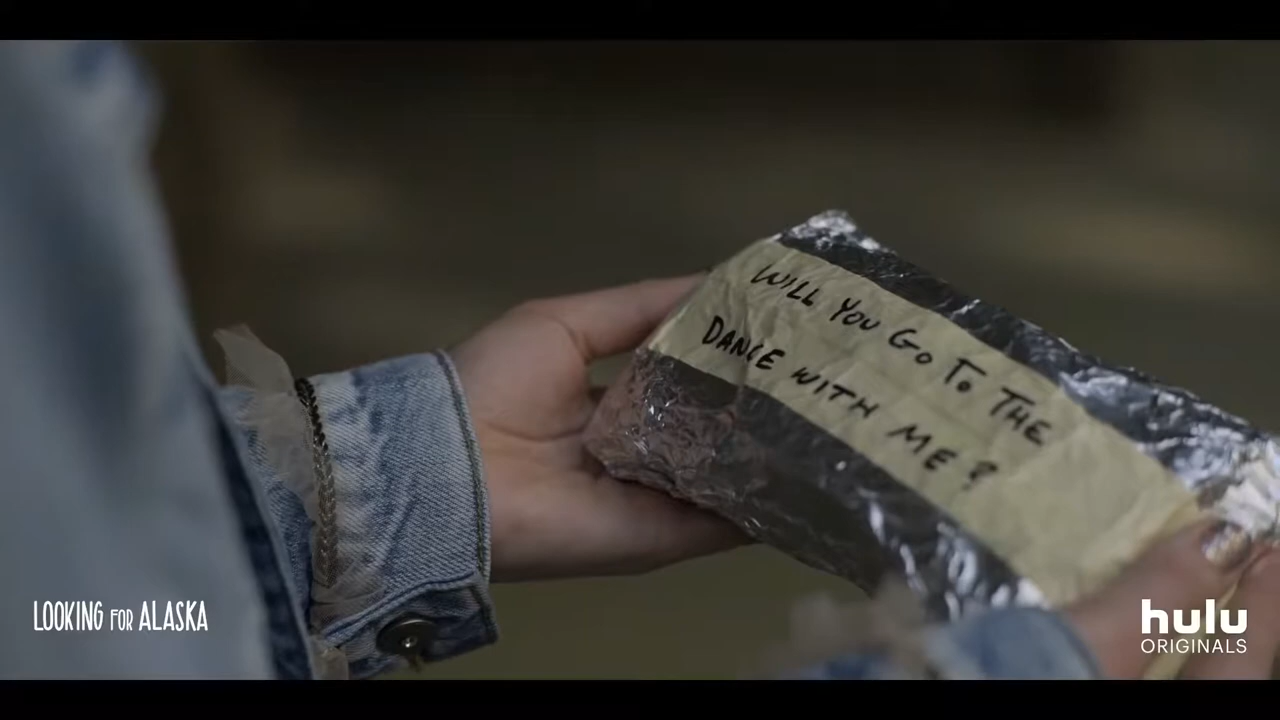 WILL YOU GO TO THE
DANCE WITH ME?
LOOKING FOR ALASKA
hulu
ORIGINALS